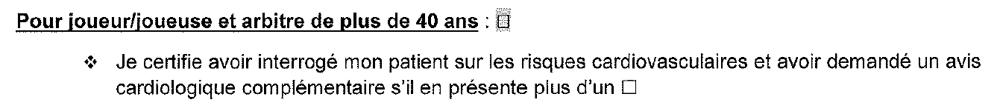 Pour joueur/joueuse et arbitre de plus de 40 ans : □
❖ Je certifie avoir interrogé mon patient sur les risques cardiovasculaires et avoir demandé un avis
cardiologique complémentaire s'il en présente plus d'un □